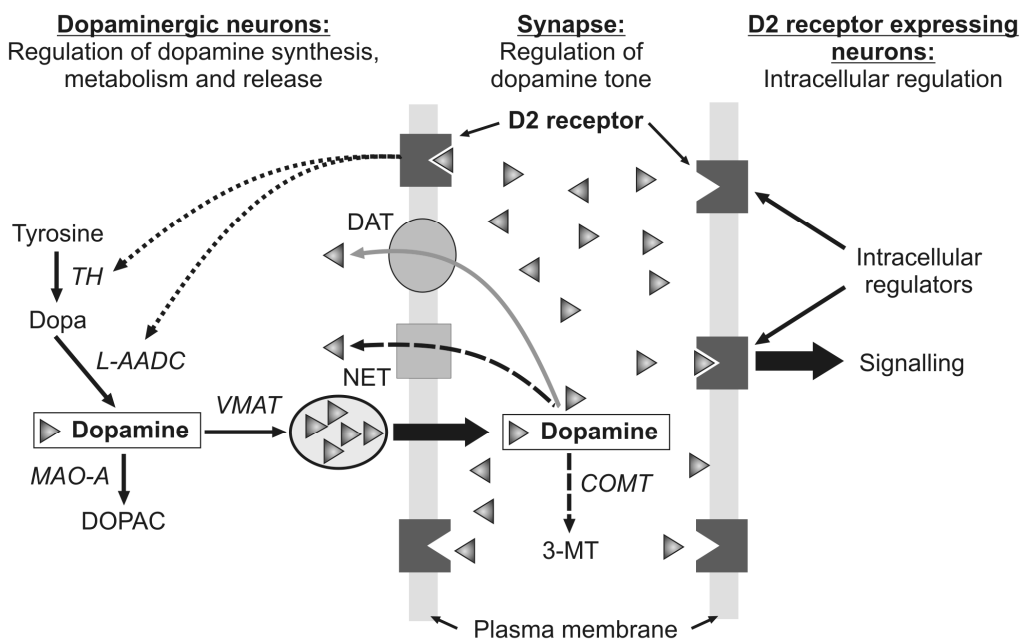 Dopaminergic neurons:
Regulation of dopamine synthesis,
metabolism and release
Synapse:
Regulation of
dopamine tone
D2 receptor expressing
neurons:
Intracellular regulation
D2 receptor
DAT
Tyrosine
TH
Dopa
L-AADC
NET
Intracellular
regulators
Signalling
VMAT
Dopamine
Dopamine
MAO-A
COMT
DOPAC
3-MT
Plasma membrane